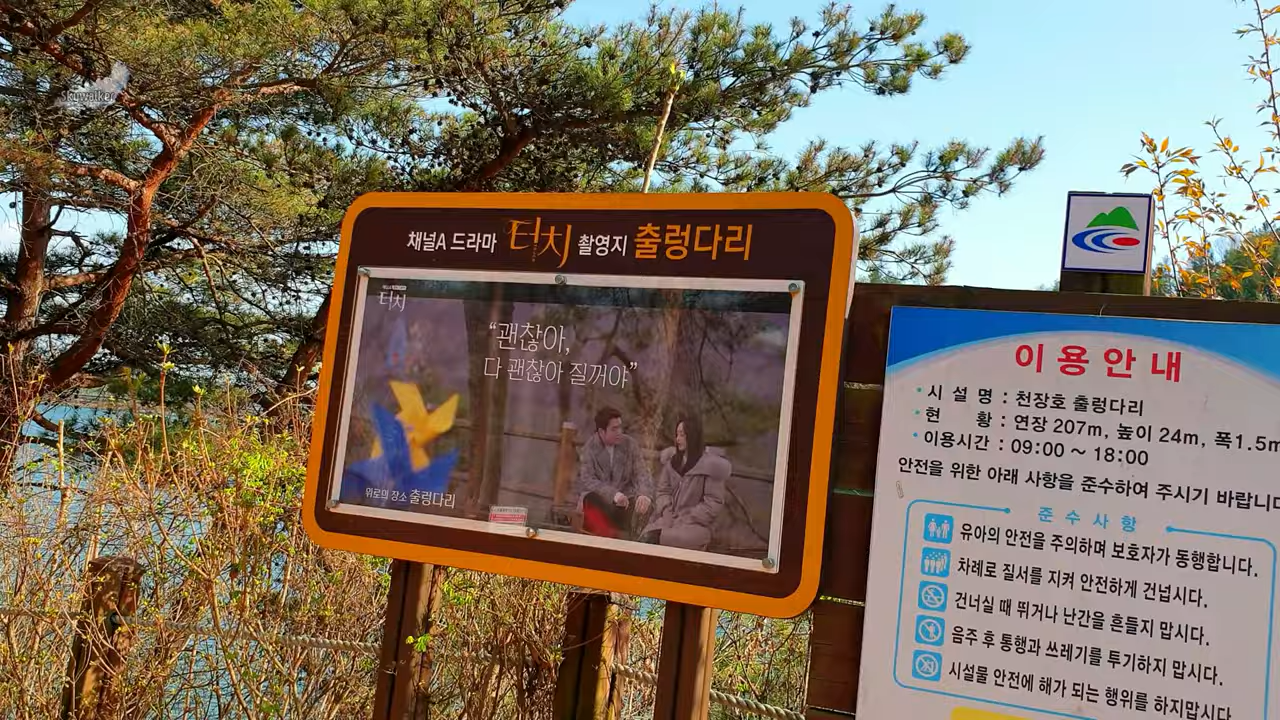 skywalker
채널A 드라마 터치 촬영지 출렁다리
터치
“괜찮아,
다 괜찮아 질꺼야”
위로의 장소 출렁다리
이용안내
· 시 설 명 : 천장호 출렁다리
· 현 황 : 연장 207m, 높이 24m, 폭1.5m
· 이용시간 : 09:00 ~ 18:00
안전을 위한 아래 사항을 준수하여 주시기 바랍니다
준수사항
유아의 안전을 주의하며 보호자가 동행합니다.
차례로 질서를 지켜 안전하게 건넙시다.
건너실 때 뛰거나 난간을 흔들지 맙시다.
음주 후 통행과 쓰레기를 투기하지 맙시다.
시설물 안전에 해가 되는 행위를 하지맙시다